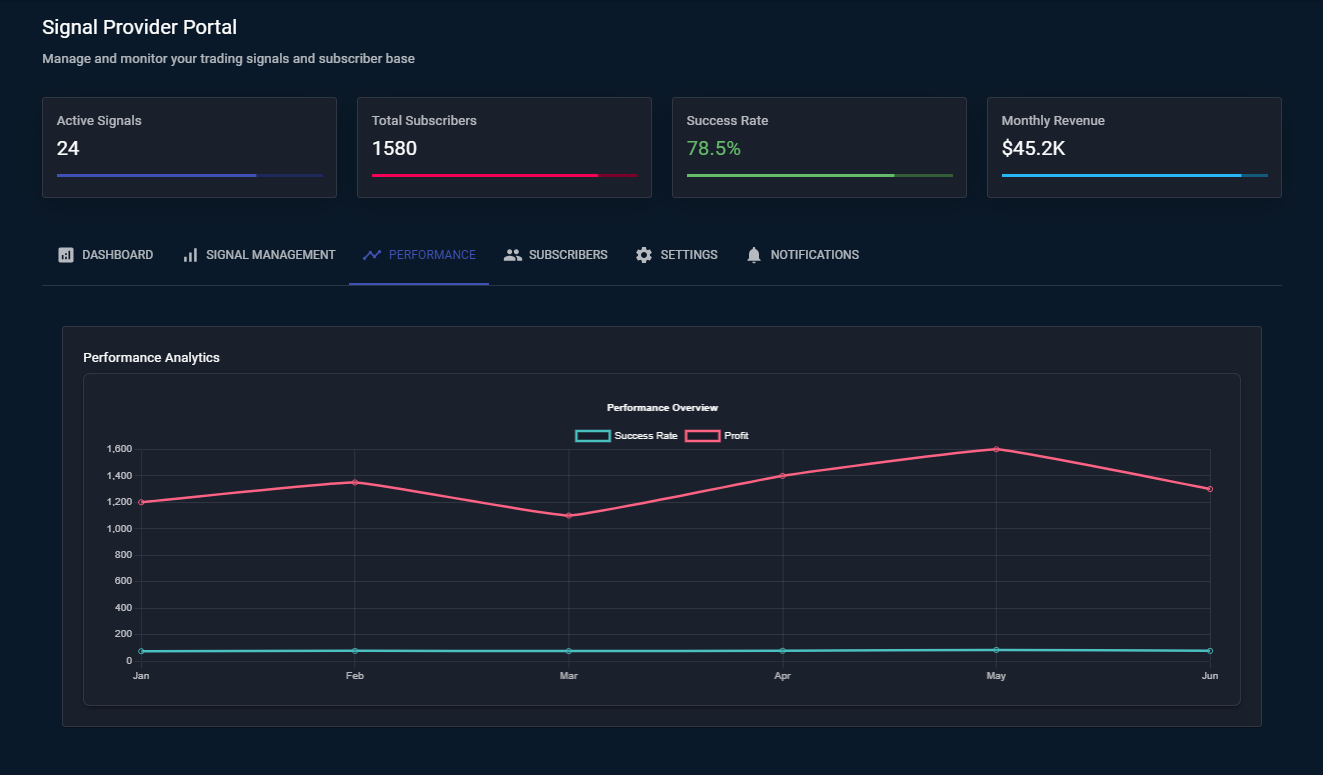 Signal Provider Portal
Manage and monitor your trading signals and subscriber base
Active Signals
24
Total Subscribers
1580
Success Rate
78.5%
Monthly Revenue
$45.2K
DASHBOARD
SIGNAL MANAGEMENT
PERFORMANCE
SUBSCRIBERS
SETTINGS
NOTIFICATIONS
Performance Analytics
Performance Overview
Success Rate
Profit
1,600
1,400
1,200
1,000
800
600
400
200
0
Jan
Feb
Mar
Apr
May
Jun